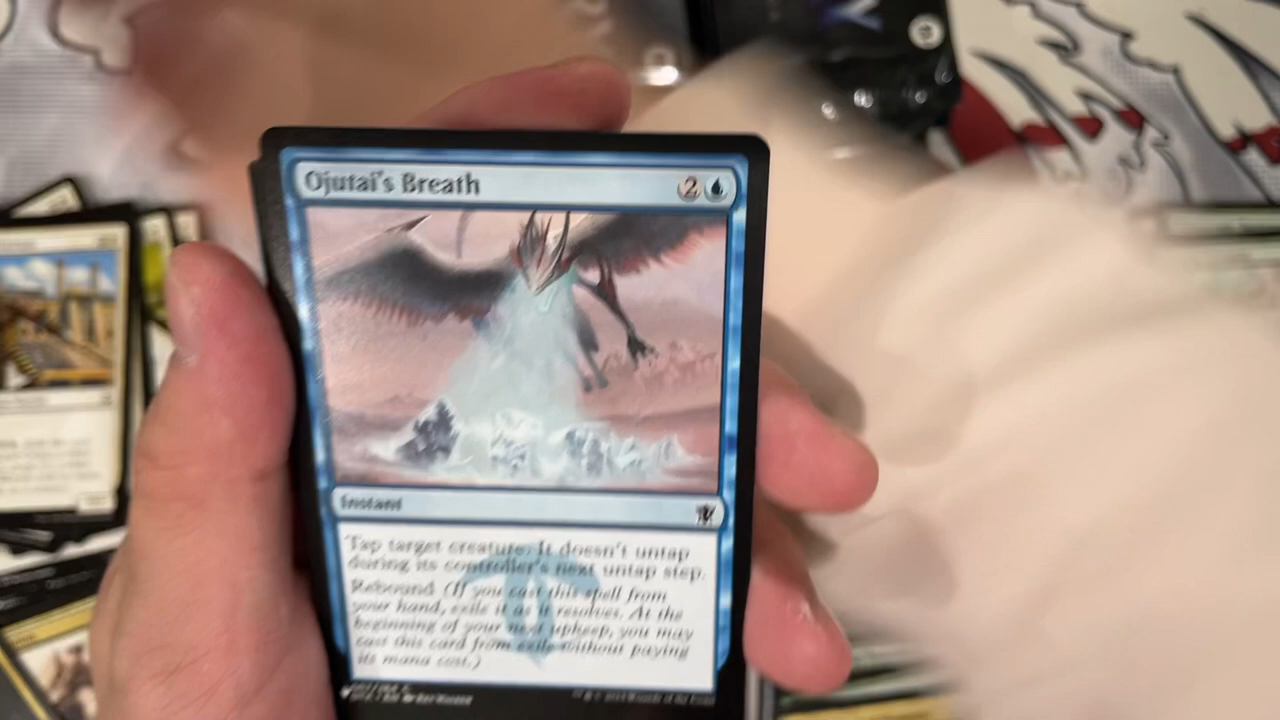 Ojutai's Breath 2
Instant
Tap target creature. It doesn't untap
during its controller's next untap step.
Rebound (If you cast this spell from
your hand, exile it as it resolves. At the
beginning of your next upkeep, you may
cast this card from exile without paying
its mana cost.)